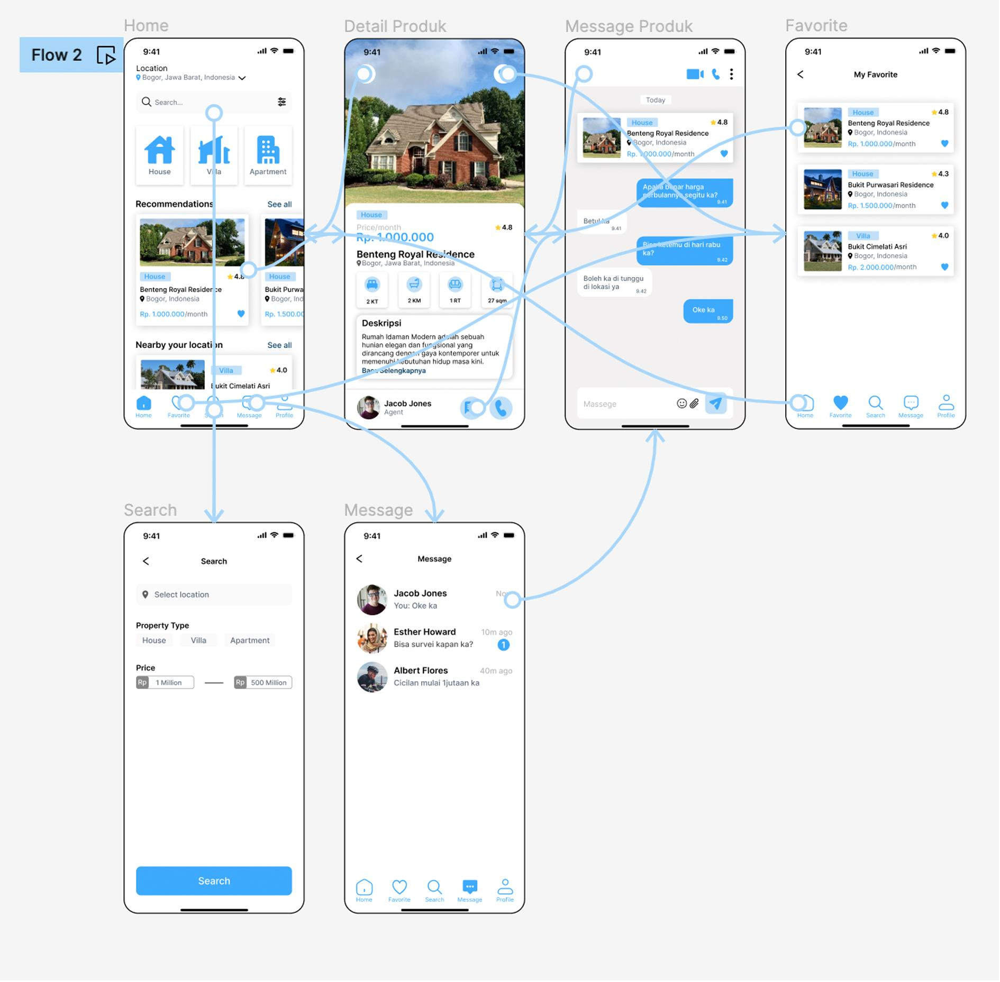 Flow 2
Home
9:41
Location
Bogor, Jawa Barat, Indonesia
Search...
House
Villa
Apartment
Recommendations
See all
House
4.8
Benteng Royal Residence
Bogor, Indonesia
Rp. 1.000.000/month
House
Bukit Purwa
Bogor, Ind
Rp. 1.500.00
Nearby your location
See all
Villa
4.0
Bukit Cimelati Asri
Home
Favorite
Search
Message
Profile
Detail Produk
9:41
House
Price/month
4.8
Rp. 1.000.000
Benteng Royal Residence
Bogor, Jawa Barat, Indonesia
2 KT
2 KM
1 RT
27 sqm
Deskripsi
Rumah Idaman Modern adalah sebuah
hunian elegan dan fungsional yang
dirancang dengan gaya kontemporer untuk
memenuhi kebutuhan hidup masa kini.
Baca Selengkapnya
Jacob Jones
Agent
Message Produk
9:41
Today
House
4.8
Benteng Royal Residence
Bogor, Indonesia
Rp. 1.000.000/month
Apaka benar harga
perbulannya segitu ka?
9.41
Betul ka
9.41
Bisa ketemu di hari rabu
ka?
9.42
Boleh ka di tunggu
di lokasi ya
9.42
Oke ka
9.50
Massege
Favorite
9:41
My Favorite
House
4.8
Benteng Royal Residence
Bogor, Indonesia
Rp. 1.000.000/month
House
4.3
Bukit Purwasari Residence
Bogor, Indonesia
Rp. 1.500.000/month
Villa
4.0
Bukit Cimelati Asri
Bogor, Indonesia
Rp. 2.000.000/month
Home
Favorite
Search
Message
Profile
Search
9:41
Search
Select location
Property Type
House
Villa
Apartment
Price
Rp 1 Million
Rp 500 Million
Search
Message
9:41
Message
Jacob Jones
Now
You: Oke ka
Esther Howard
10m ago
Bisa survei kapan ka?
1
Albert Flores
40m ago
Cicilan mulai 1jutaan ka
Home
Favorite
Search
Message
Profile